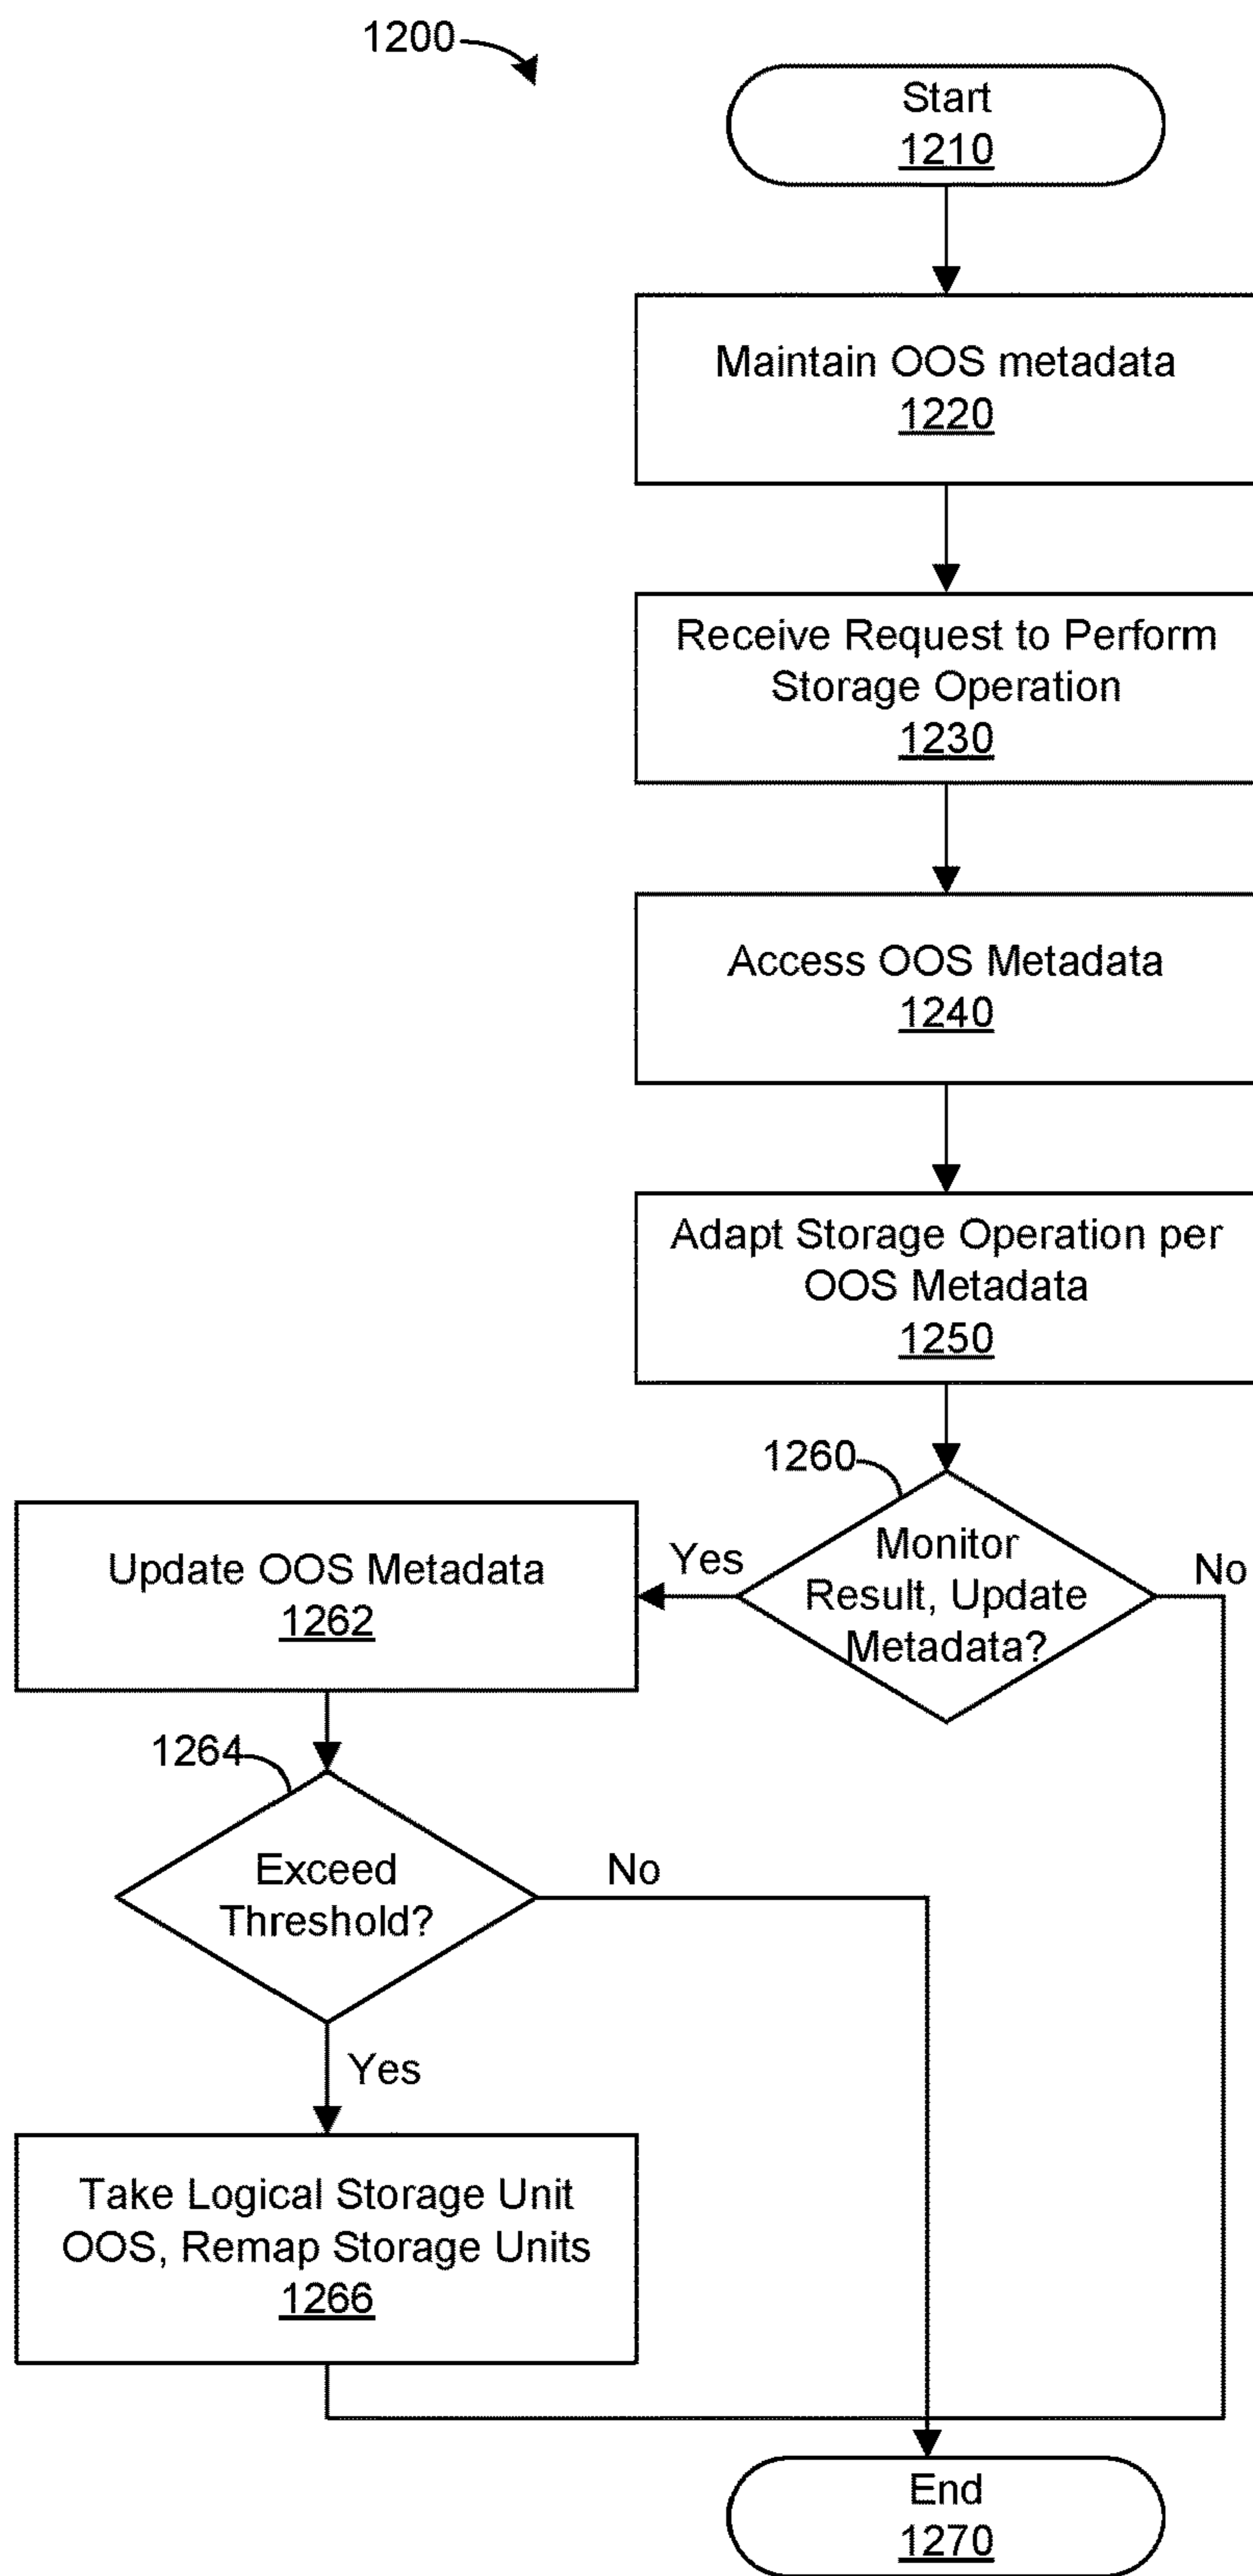 1200
Start
1210
Maintain OOS metadata
1220
Receive Request to Perform
Storage Operation
1230
Access OOS Metadata
1240
Adapt Storage Operation per
OOS Metadata
1250
1260
Monitor
Result, Update
Metadata?
Yes
No
Update OOS Metadata
1262
1264
Exceed
Threshold?
No
Yes
Take Logical Storage Unit
OOS, Remap Storage Units
1266
End
1270